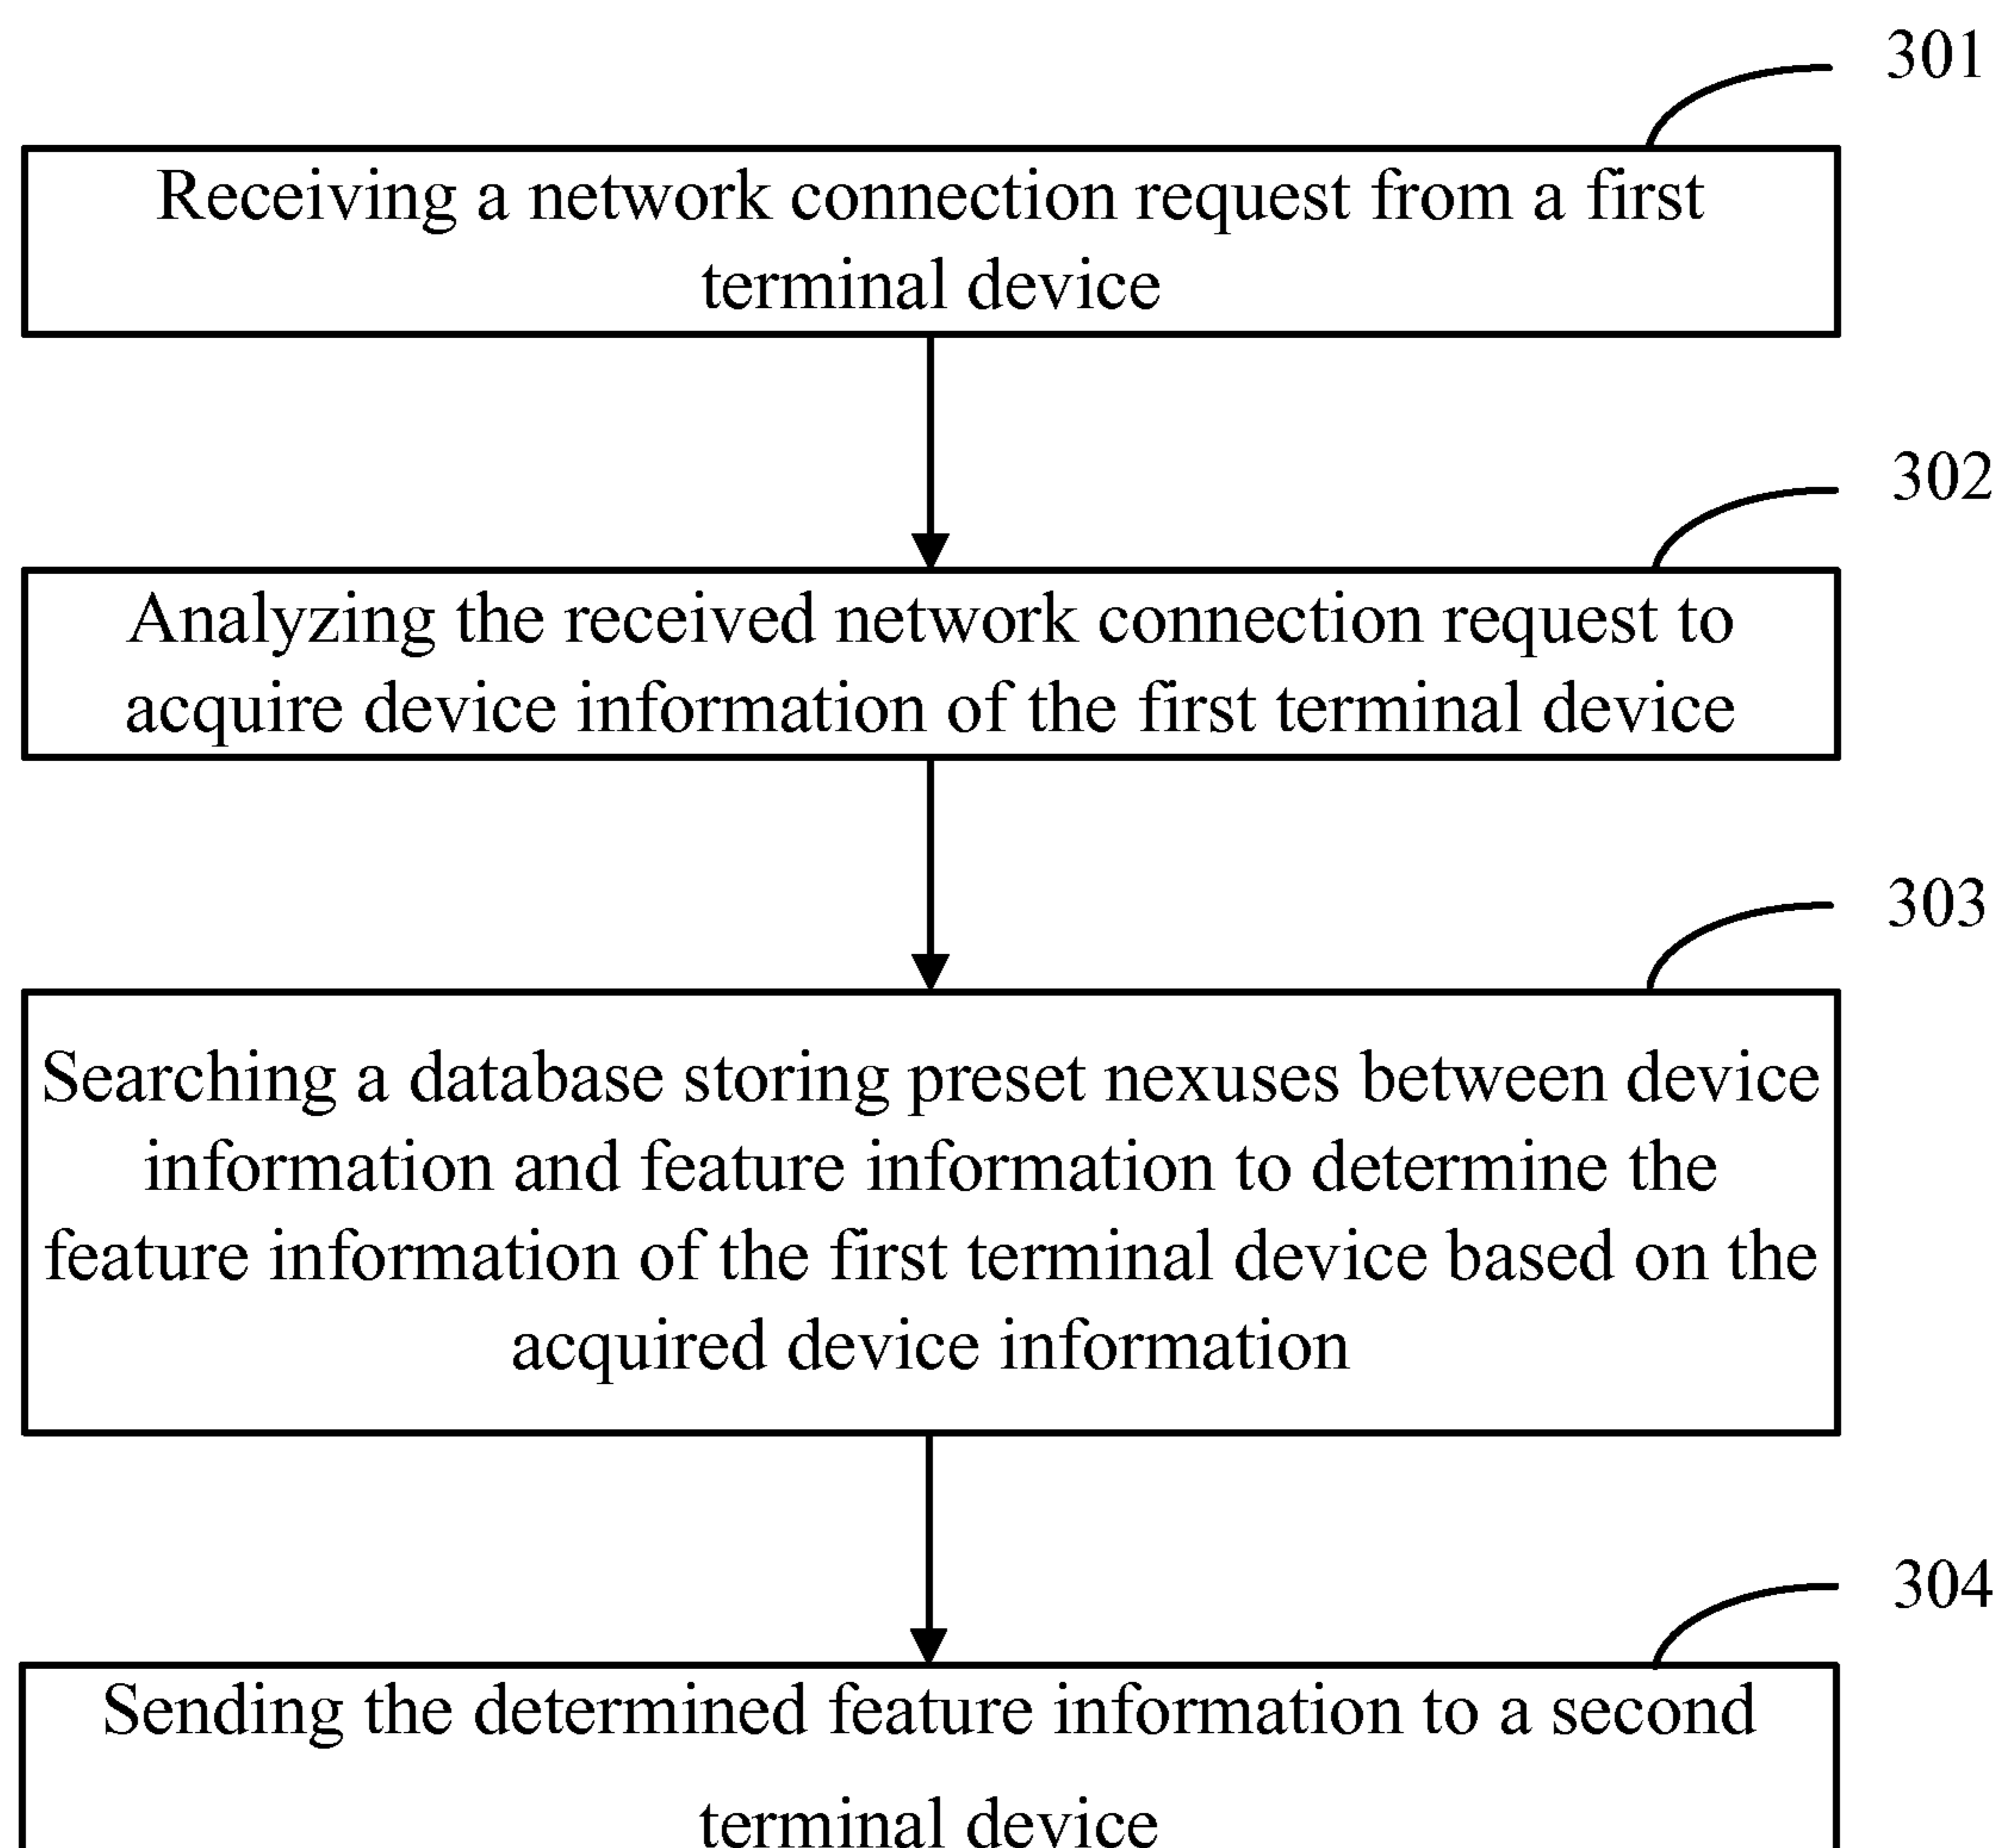 301
Receiving a network connection request from a first
terminal device
302
Analyzing the received network connection request to
acquire device information of the first terminal device
303
Searching a database storing preset nexuses between device
information and feature information to determine the
feature information of the first terminal device based on the
acquired device information
304
Sending the determined feature information to a second
terminal device